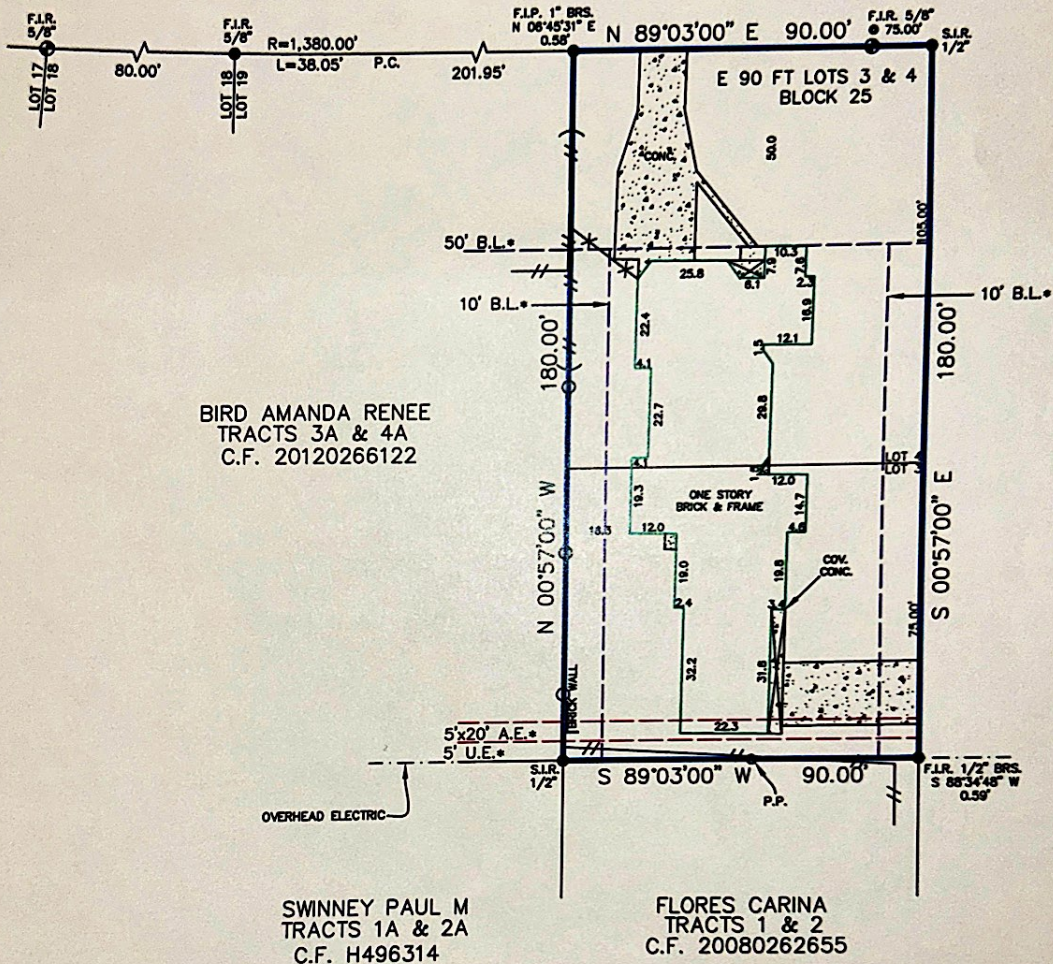 F.I.R.
5/8"
F.I.R.
5/8"
F.I.P. 1" BRS.
N 06°45'31" E
0.58'
N 89°03'00" E 90.00'
F.I.R. 5/8"
@ 75.00'
S.I.R.
1/2"
LOT 17
LOT 18
80.00'
LOT 18
LOT 19
R=1,380.00'
L=38.05' P.C.
201.95'
E 90 FT LOTS 3 & 4
BLOCK 25
CONC.
50.0
105.00'
50' B.L.*
10' B.L.*
10' B.L.*
10.3
7.9
7.6
25.8
6.1
2.3
22.4
16.9
12.1
1.5
4.1
22.7
29.8
180.00'
180.00'
BIRD AMANDA RENEE
TRACTS 3A & 4A
C.F. 20120266122
4.1
LOT 4
LOT 3
12.0
19.3
ONE STORY
BRICK & FRAME
14.7
18.3
12.0
4.6
N 00°57'00" W
S 00°57'00" E
19.0
19.8
COV.
CONC.
2.4
75.00'
32.2
31.8
BRICK WALL
22.3
5'x20' A.E.*
5' U.E.*
S.I.R.
1/2"
S 89°03'00" W 90.00'
F.I.R. 1/2" BRS.
S 88°34'48" W
0.59'
P.P.
OVERHEAD ELECTRIC
SWINNEY PAUL M
TRACTS 1A & 2A
C.F. H496314
FLORES CARINA
TRACTS 1 & 2
C.F. 20080262655